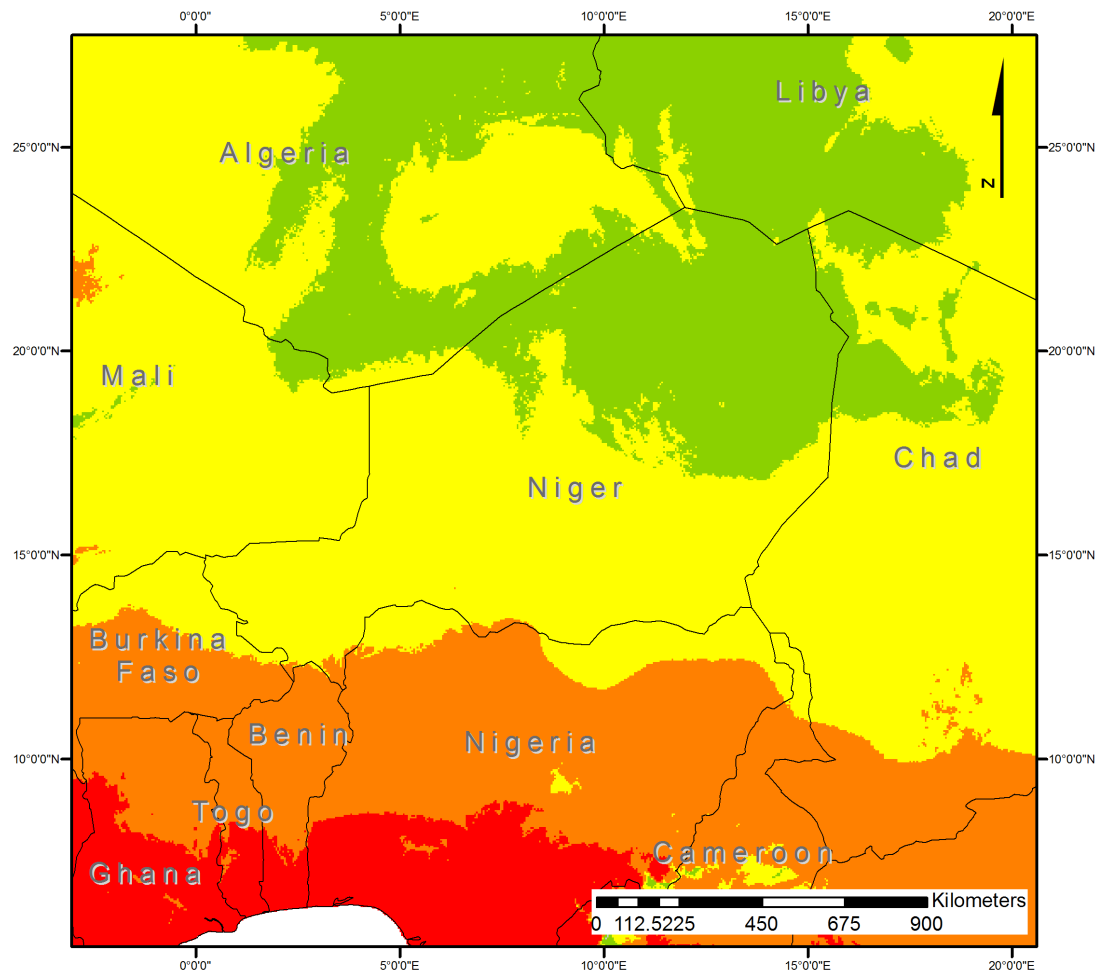 0°0'0" 5°0'0"E 10°0'0"E 15°0'0"E 20°0'0"E
Libya
25°0'0"N 25°0'0"N
Algeria
N
20°0'0"N 20°0'0"N
Mali
Chad
Niger
15°0'0"N 15°0'0"N
Burkina
Faso
Benin
Nigeria
10°0'0"N 10°0'0"N
Togo
Cameroon
Ghana
Kilometers
0 112.5225 450 675 900
0°0'0" 5°0'0"E 10°0'0"E 15°0'0"E 20°0'0"E